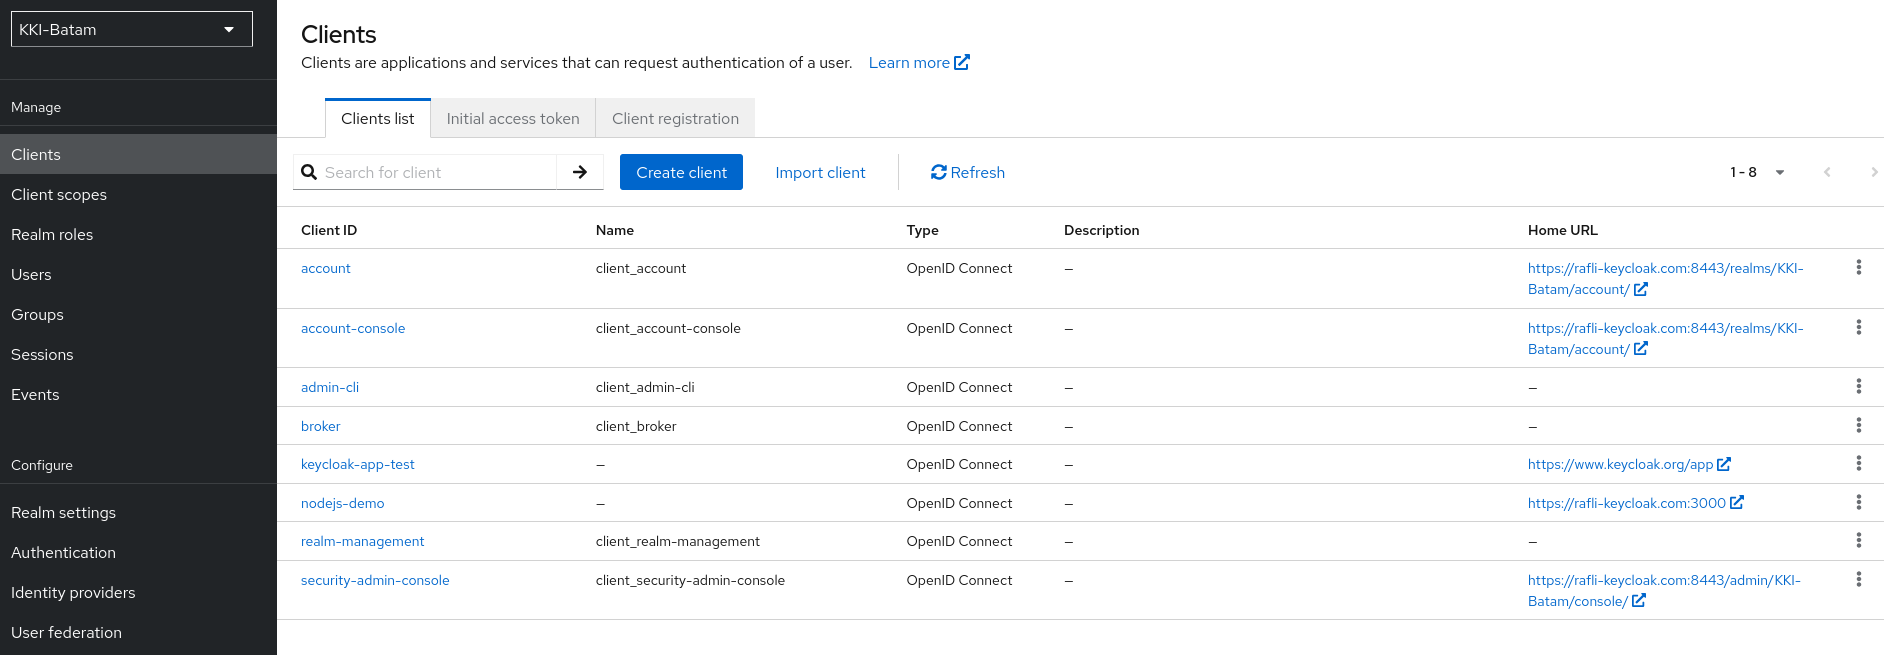 KKI-Batam
Manage
Clients
Client scopes
Realm roles
Users
Groups
Sessions
Events
Configure
Realm settings
Authentication
Identity providers
User federation
Clients
Clients are applications and services that can request authentication of a user. Learn more
Clients list Initial access token Client registration
Search for client Create client Import client Refresh 1 - 8
Client ID Name Type Description Home URL
account client_account OpenID Connect – https://rafli-keycloak.com:8443/realms/KKI-
Batam/account/
account-console client_account-console OpenID Connect – https://rafli-keycloak.com:8443/realms/KKI-
Batam/account/
admin-cli client_admin-cli OpenID Connect – –
broker client_broker OpenID Connect – –
keycloak-app-test – OpenID Connect – https://www.keycloak.org/app
nodejs-demo – OpenID Connect – https://rafli-keycloak.com:3000
realm-management client_realm-management OpenID Connect – –
security-admin-console client_security-admin-console OpenID Connect – https://rafli-keycloak.com:8443/admin/KKI-
Batam/console/